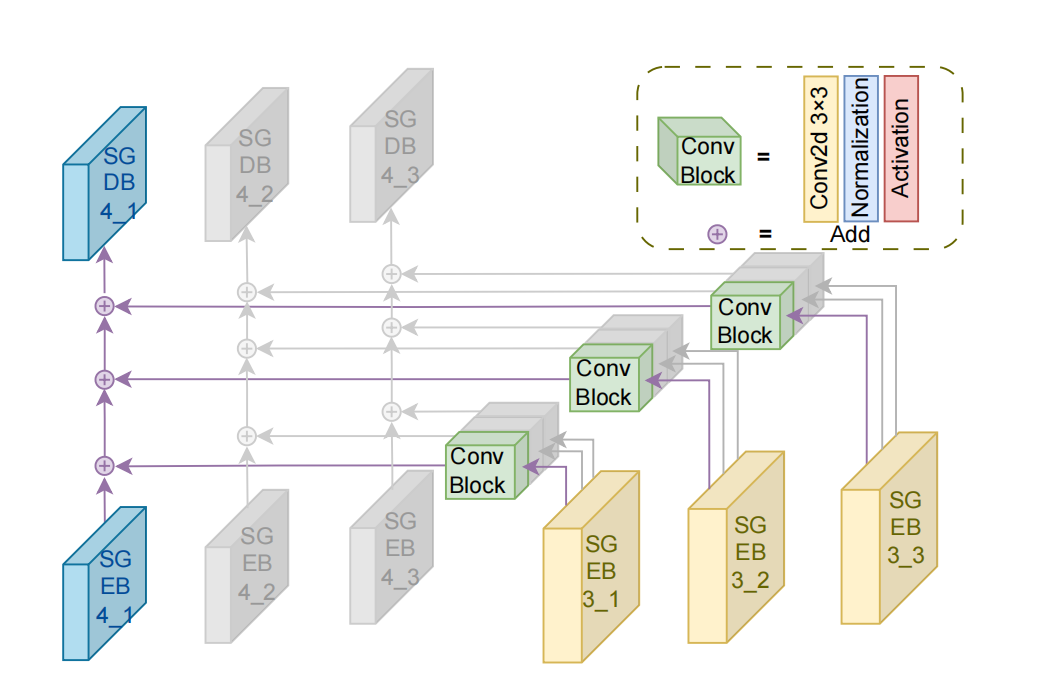 SG
DB
4_1
SG
DB
4_2
SG
DB
4_3
Conv
Block
=
Conv2d 3×3
Normalization
Activation
=
Add
Conv
Block
Conv
Block
Conv
Block
SG
EB
4_1
SG
EB
4_2
SG
EB
4_3
SG
EB
3_1
SG
EB
3_2
SG
EB
3_3